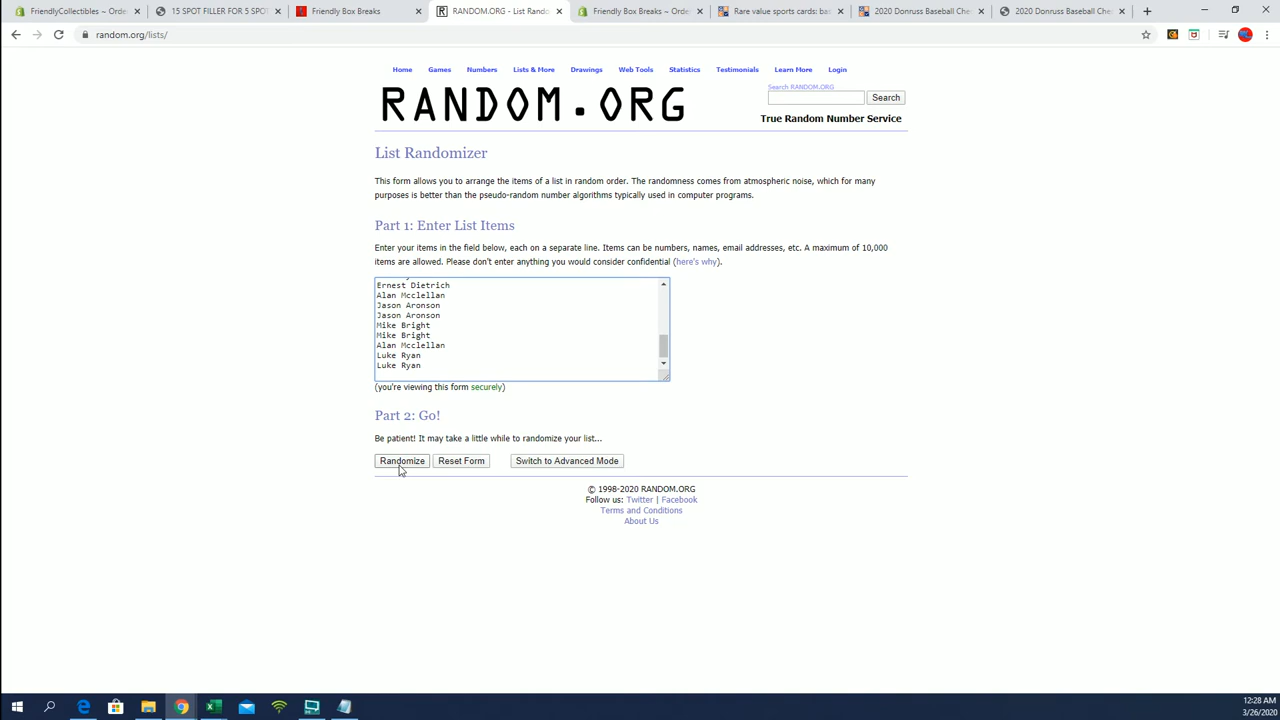 FriendlyCollectibles ~ Orde
15 SPOT FILLER FOR 5 SPOT
Friendly Box Breaks
RANDOM.ORG - List Rando
Friendly Box Breaks ~ Orde
Rare value sports cards: bas
2020 Donruss Baseball Che
2020 Donruss Baseball Che
random.org/lists/
Home Games Numbers Lists & More Drawings Web Tools Statistics Testimonials Learn More Login
Search RANDOM.ORG
RANDOM.ORG
Search
True Random Number Service
List Randomizer
This form allows you to arrange the items of a list in random order. The randomness comes from atmospheric noise, which for many
purposes is better than the pseudo-random number algorithms typically used in computer programs.
Part 1: Enter List Items
Enter your items in the field below, each on a separate line. Items can be numbers, names, email addresses, etc. A maximum of 10,000
items are allowed. Please don't enter anything you would consider confidential (here's why).
Ernest Dietrich
Alan Mcclellan
Jason Aronson
Jason Aronson
Mike Bright
Mike Bright
Alan Mcclellan
Luke Ryan
Luke Ryan
(you're viewing this form securely)
Part 2: Go!
Be patient! It may take a little while to randomize your list...
Randomize Reset Form Switch to Advanced Mode
© 1998-2020 RANDOM.ORG
Follow us: Twitter | Facebook
Terms and Conditions
About Us
12:28 AM
3/26/2020